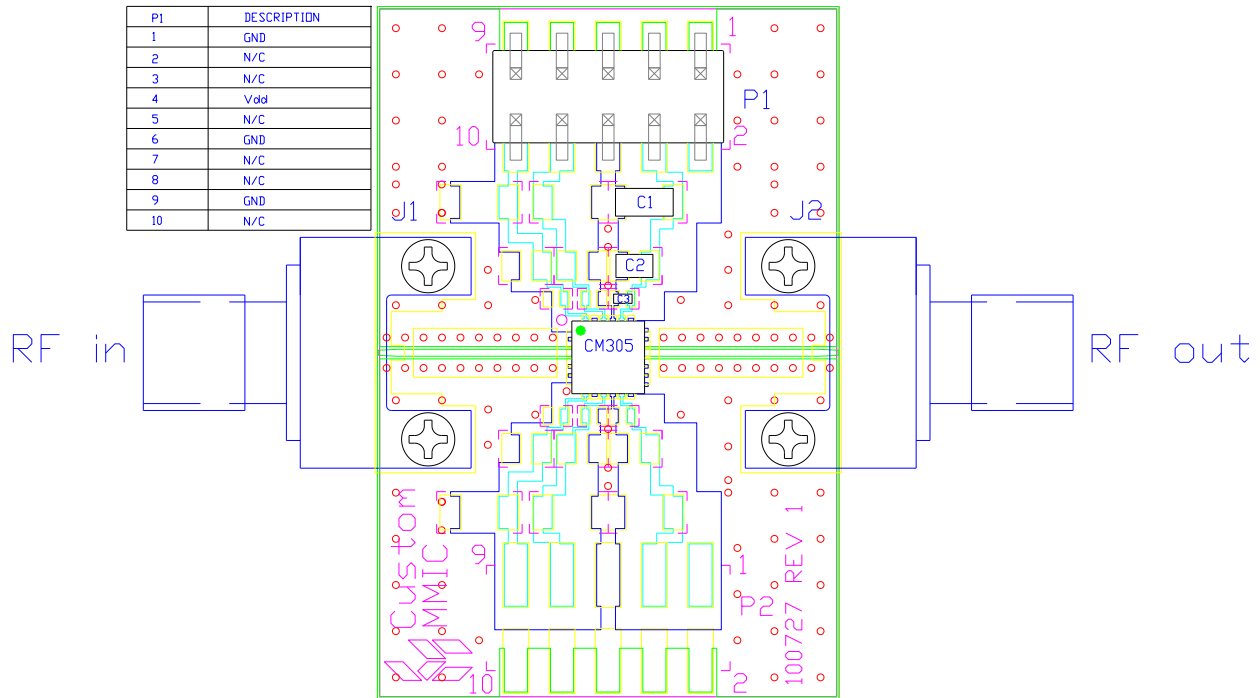 P1 DESCRIPTION
1 GND
2 N/C
3 N/C
4 Vdd
5 N/C
6 GND
7 N/C
8 N/C
9 GND
10 N/C
9 1
P1
10 2
C1
J1 J2
C2
C3
RF in CM305 RF out
Custom
MMIC
9 1
P2
10 2
100727 REV 1